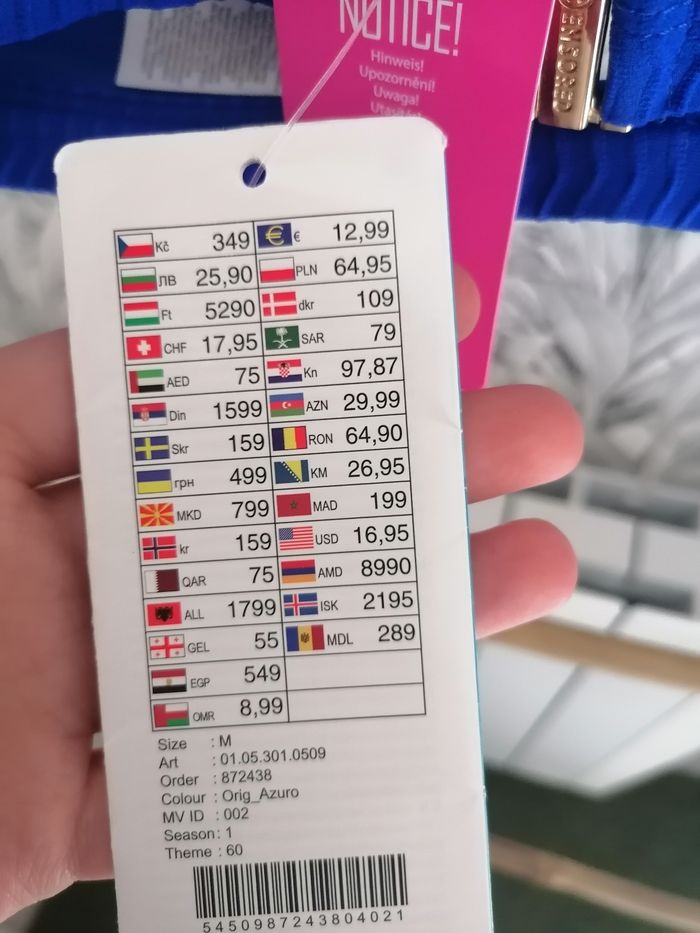 NOTICE!
Hinweis!
Upozornění!
Uwaga!
CENSORED
Kč 349 € 12,99
ЛВ 25,90 PLN 64,95
Ft 5290 dkr 109
CHF 17,95 SAR 79
AED 75 Kn 97,87
Din 1599 AZN 29,99
Skr 159 RON 64,90
грн 499 KM 26,95
MKD 799 MAD 199
kr 159 USD 16,95
QAR 75 AMD 8990
ALL 1799 ISK 2195
GEL 55 MDL 289
EGP 549
OMR 8,99
Size : M
Art : 01.05.301.0509
Order : 872438
Colour : Orig_Azuro
MV ID : 002
Season: 1
Theme : 60
5450987243804021